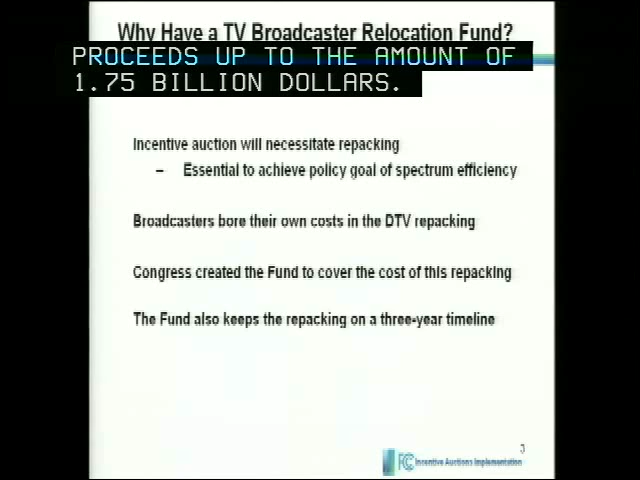 Why Have a TV Broadcaster Relocation Fund?
PROCEEDS UP TO THE AMOUNT OF
1.75 BILLION DOLLARS.
Incentive auction will necessitate repacking
– Essential to achieve policy goal of spectrum efficiency
Broadcasters bore their own costs in the DTV repacking
Congress created the Fund to cover the cost of this repacking
The Fund also keeps the repacking on a three-year timeline
3
FCC Incentive Auctions Implementation